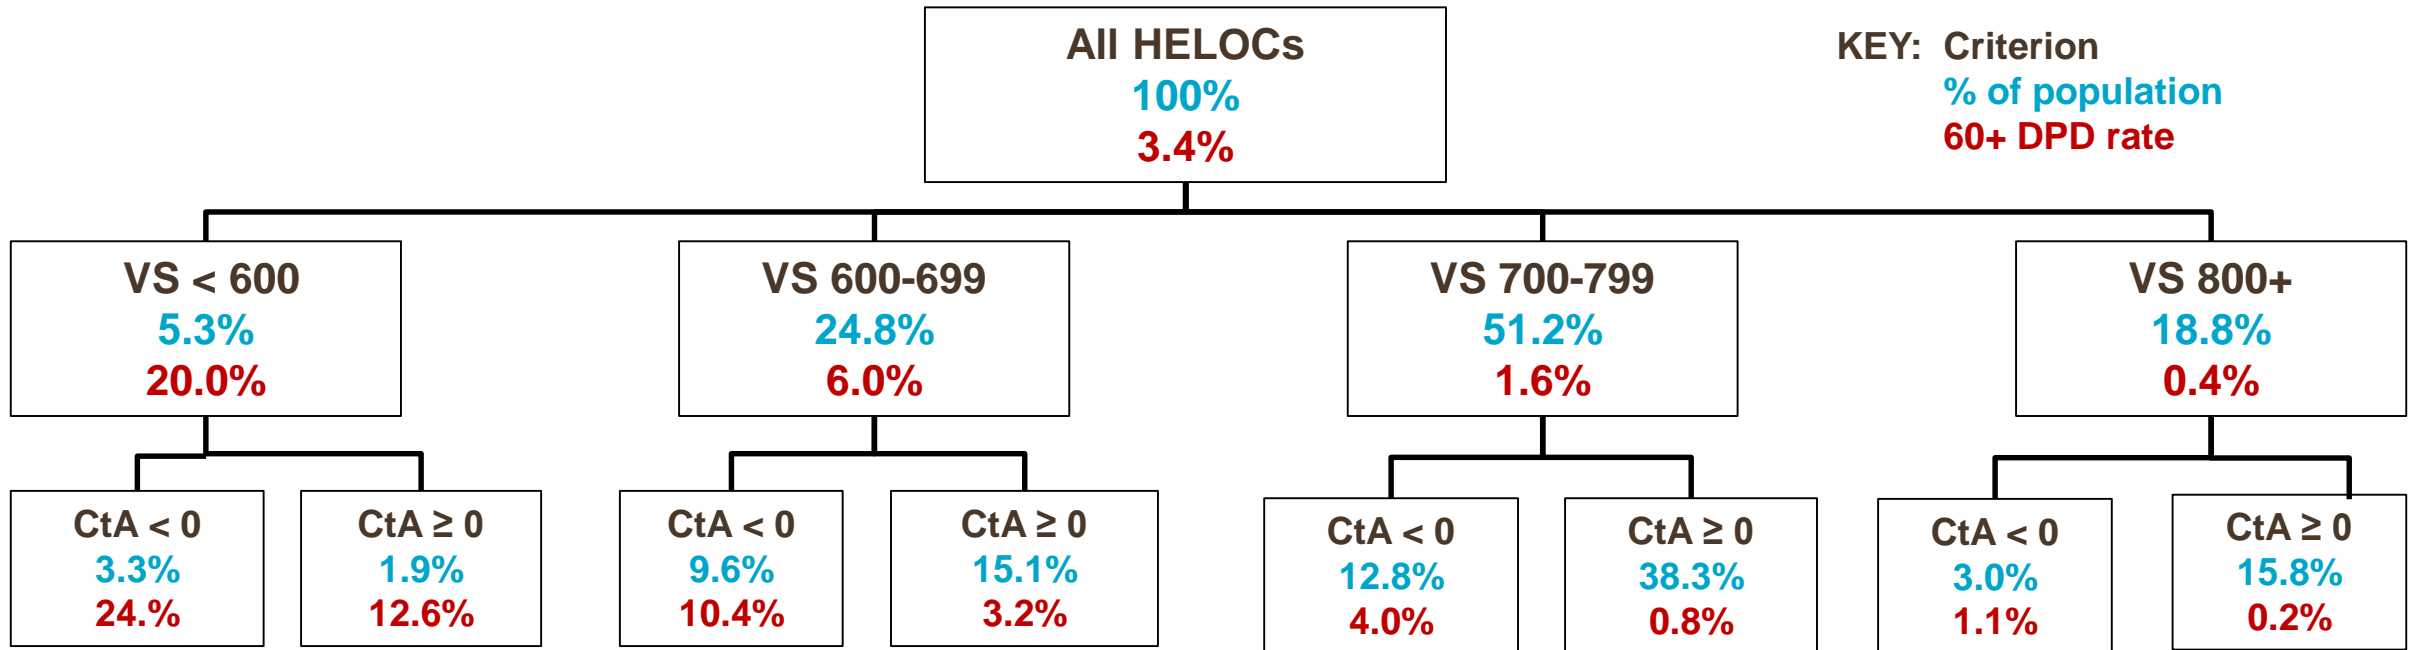 All HELOCs
100%
3.4%
KEY: Criterion
% of population
60+ DPD rate
VS < 600
5.3%
20.0%
VS 600-699
24.8%
6.0%
VS 700-799
51.2%
1.6%
VS 800+
18.8%
0.4%
CtA < 0
3.3%
24.%
CtA ≥ 0
1.9%
12.6%
CtA < 0
9.6%
10.4%
CtA ≥ 0
15.1%
3.2%
CtA < 0
12.8%
4.0%
CtA ≥ 0
38.3%
0.8%
CtA < 0
3.0%
1.1%
CtA ≥ 0
15.8%
0.2%